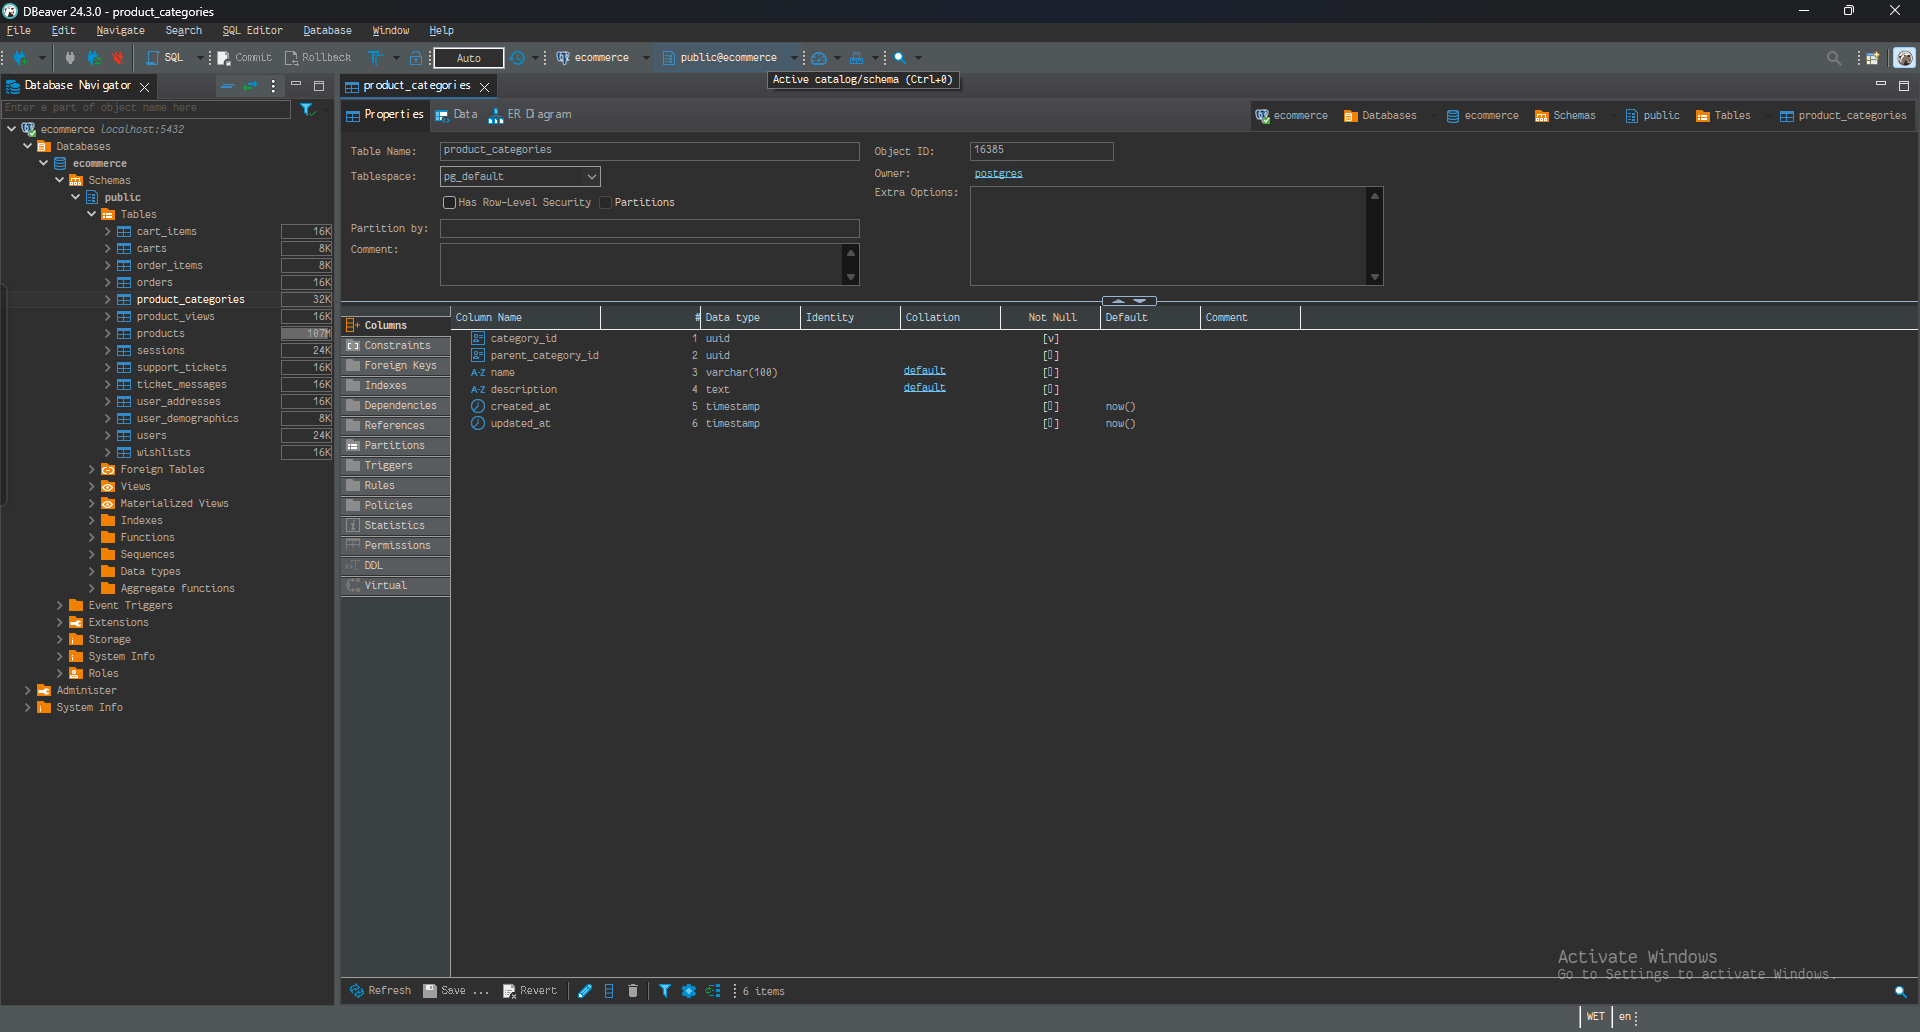 DBeaver 24.3.0 - product_categories
File Edit Navigate Search SQL Editor Database Window Help
SQL Commit Rollback Auto ecommerce public@ecommerce
Active catalog/schema (Ctrl+0)
Database Navigator
product_categories
Enter a part of object name here
Properties Data ER Diagram
ecommerce Databases ecommerce Schemas public Tables product_categories
ecommerce localhost:5432
Databases
ecommerce
Schemas
public
Tables
cart_items 16K
carts 8K
order_items 8K
orders 16K
product_categories 32K
product_views 16K
products 107M
sessions 24K
support_tickets 16K
ticket_messages 16K
user_addresses 16K
user_demographics 8K
users 24K
wishlists 16K
Foreign Tables
Views
Materialized Views
Indexes
Functions
Sequences
Data types
Aggregate functions
Event Triggers
Extensions
Storage
System Info
Roles
Administer
System Info
Table Name: product_categories
Tablespace: pg_default
Has Row-Level Security Partitions
Partition by:
Comment:
Object ID: 16385
Owner: postgres
Extra Options:
Columns
Constraints
Foreign Keys
Indexes
Dependencies
References
Partitions
Triggers
Rules
Policies
Statistics
Permissions
DDL
Virtual
Column Name # Data type Identity Collation Not Null Default Comment
category_id 1 uuid [v]
parent_category_id 2 uuid [ ]
A-Z name 3 varchar(100) default [ ]
A-Z description 4 text default [ ]
created_at 5 timestamp [ ] now()
updated_at 6 timestamp [ ] now()
Activate Windows
Go to Settings to activate Windows.
Refresh Save ... Revert 6 items
WET en